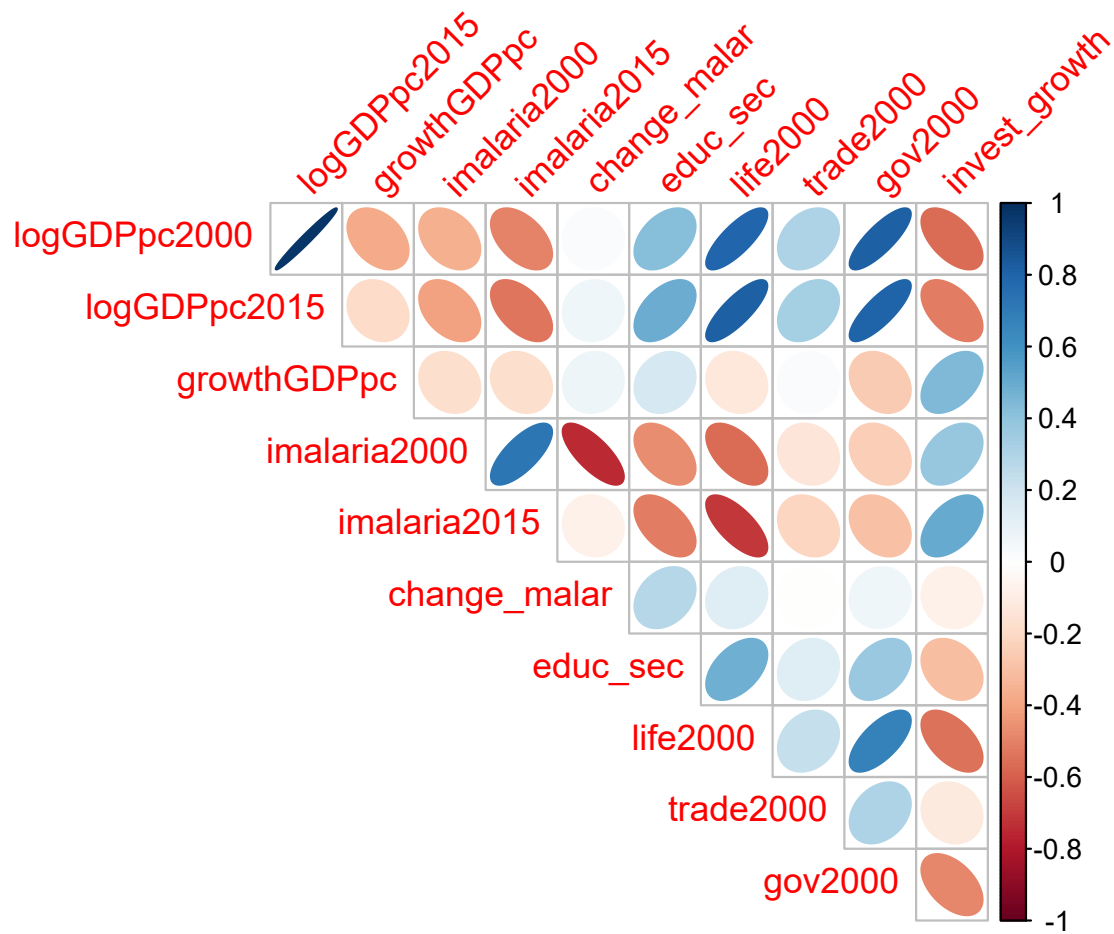 logGDPpc2015
growthGDPpc
imalaria2000
imalaria2015
change_malar
educ_sec
life2000
trade2000
gov2000
invest_growth
logGDPpc2000
logGDPpc2015
growthGDPpc
imalaria2000
imalaria2015
change_malar
educ_sec
life2000
trade2000
gov2000
1
0.8
0.6
0.4
0.2
0
-0.2
-0.4
-0.6
-0.8
-1